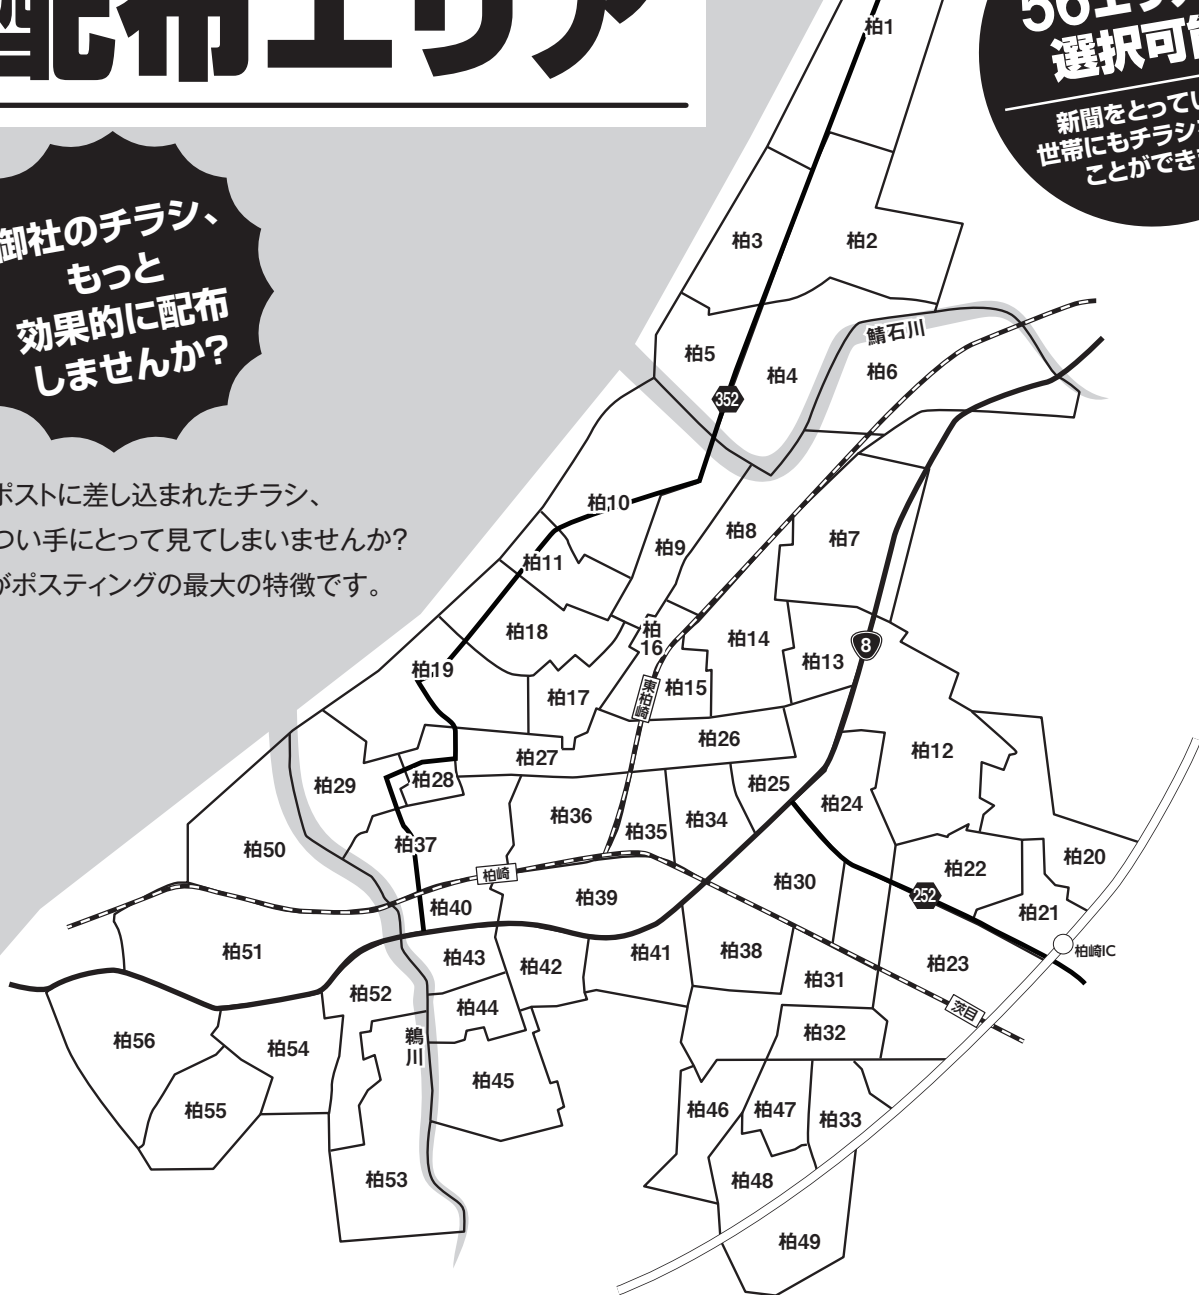 配布エリア
56エリア
選択可能
新聞をとってい
世帯にもチラシ
ことができ
御社のチラシ、
もっと
効果的に配布
しませんか?
ポストに差し込まれたチラシ、
つい手にとって見てしまいませんか?
がポスティングの最大の特徴です。
柏1
柏3
柏2
鯖石川
柏5
柏4
柏6
352
柏10
柏9
柏8
柏7
柏11
柏18
柏
16
柏14
8
柏13
柏19
柏17
東柏崎
柏15
柏27
柏26
柏12
柏29
柏28
柏25
柏24
柏36
柏35
柏34
柏50
柏37
柏崎
柏20
柏22
柏30
252
柏39
柏40
柏21
柏51
柏43
柏42
柏41
柏38
柏崎IC
柏23
柏31
柏52
柏44
茨目
柏56
柏54
鵜川
柏32
柏45
柏55
柏46
柏47
柏33
柏53
柏48
柏49